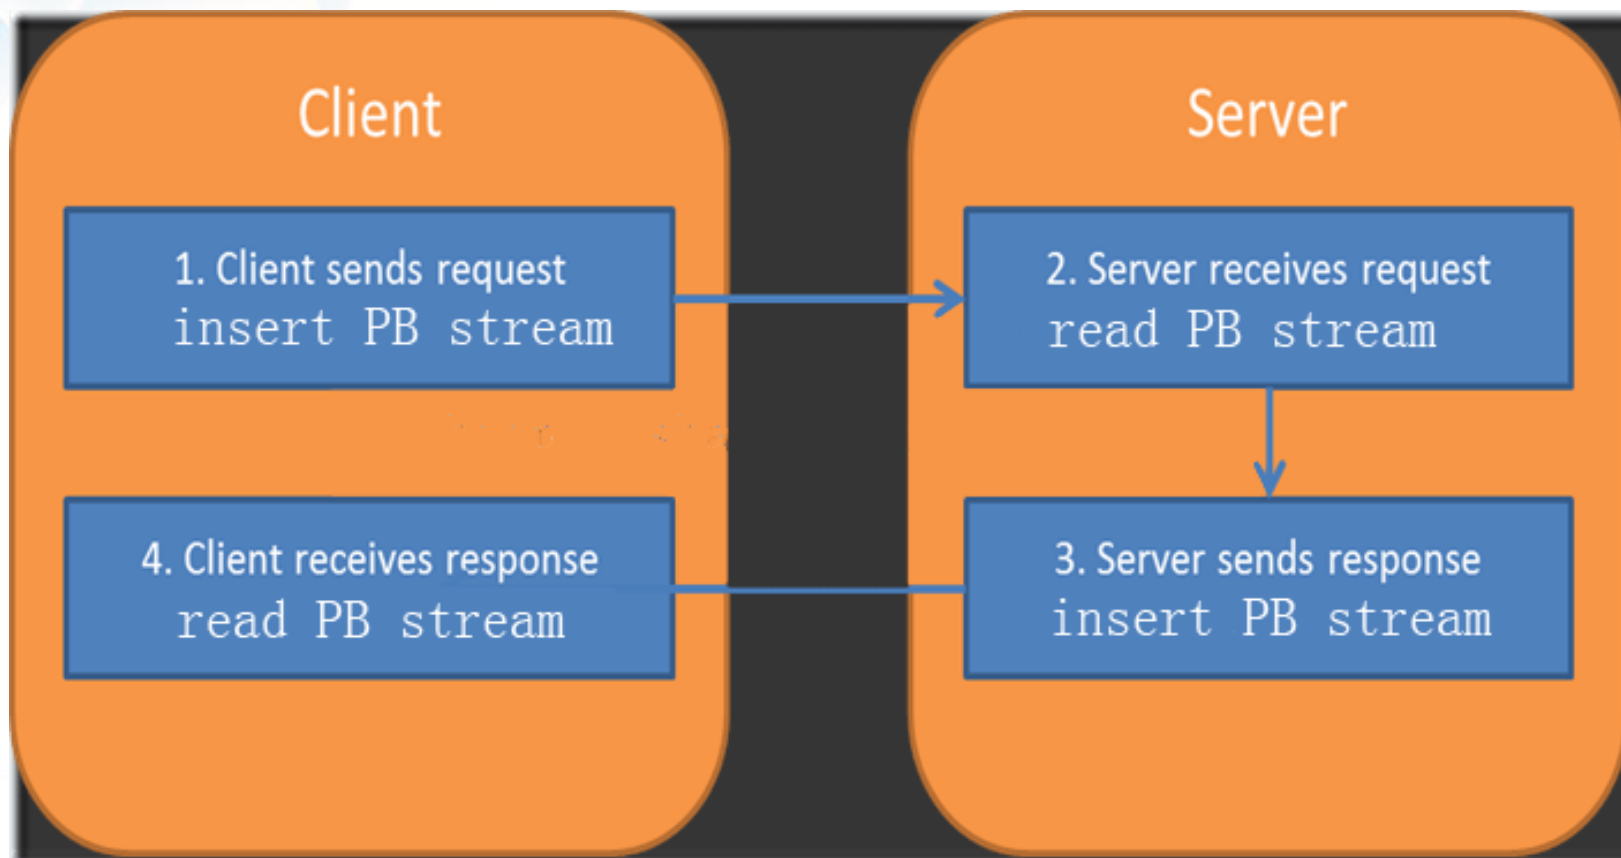 Client
1. Client sends request
insert PB stream
4. Client receives response
read PB stream
Server
2. Server receives request
read PB stream
3. Server sends response
insert PB stream